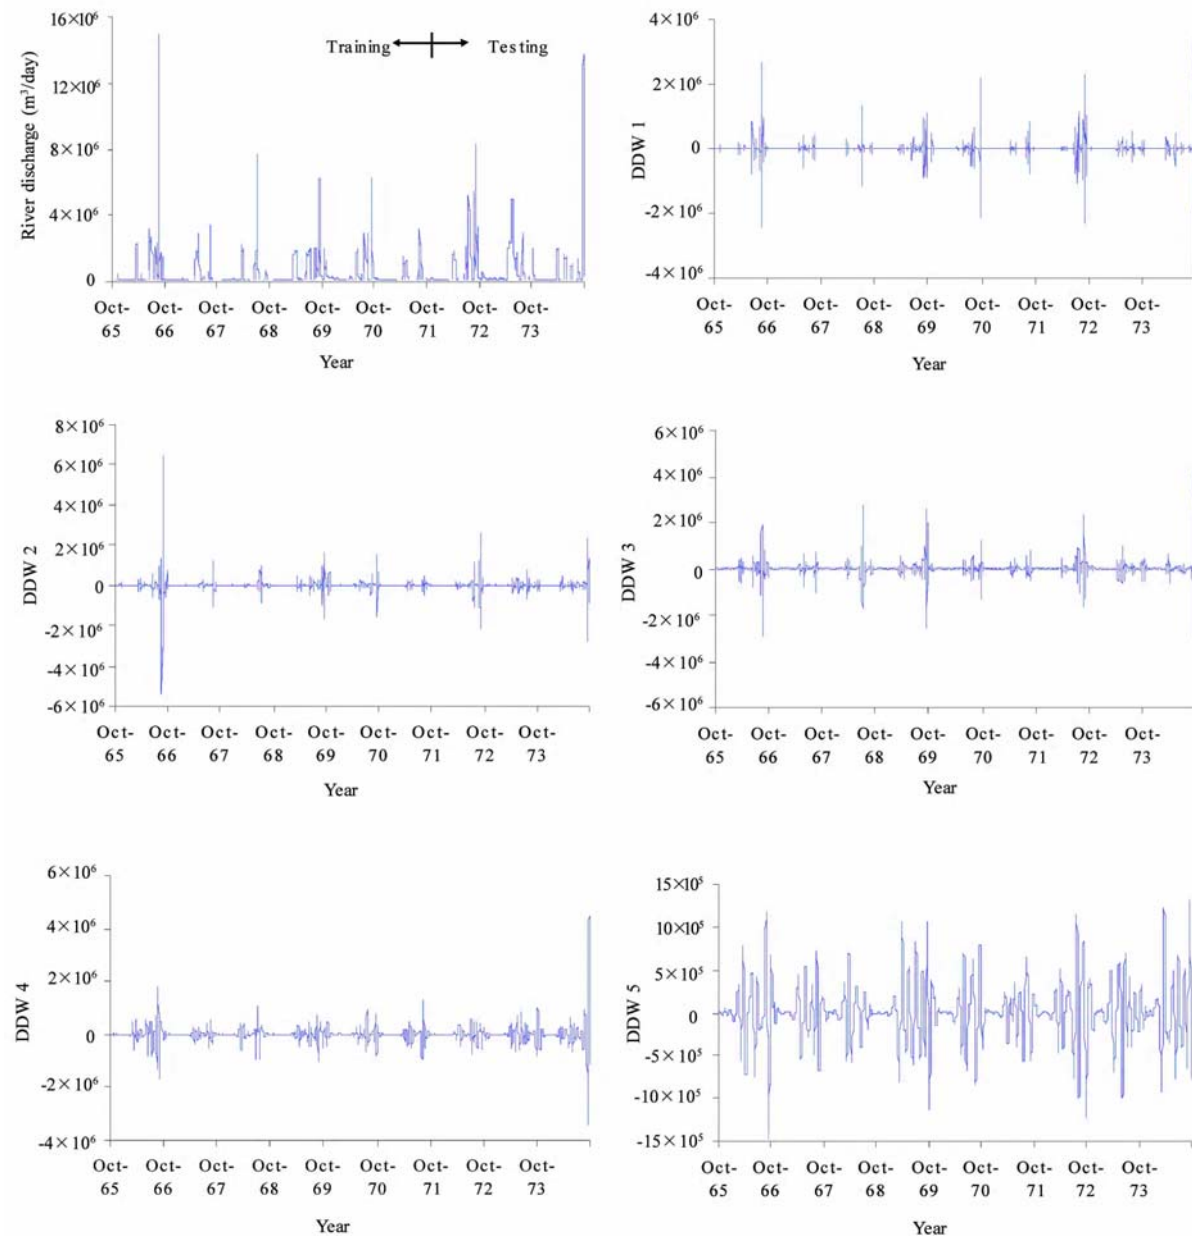 16×10⁶
Training
Testing
12×10⁶
River discharge (m³/day)
8×10⁶
4×10⁶
0
Oct-65 Oct-66 Oct-67 Oct-68 Oct-69 Oct-70 Oct-71 Oct-72 Oct-73
Year
4×10⁶
2×10⁶
DDW 1
0
-2×10⁶
-4×10⁶
Oct-65 Oct-66 Oct-67 Oct-68 Oct-69 Oct-70 Oct-71 Oct-72 Oct-73
Year
8×10⁶
6×10⁶
4×10⁶
2×10⁶
DDW 2
0
-2×10⁶
-4×10⁶
-6×10⁶
Oct-65 Oct-66 Oct-67 Oct-68 Oct-69 Oct-70 Oct-71 Oct-72 Oct-73
Year
6×10⁶
4×10⁶
2×10⁶
DDW 3
0
-2×10⁶
-4×10⁶
-6×10⁶
Oct-65 Oct-66 Oct-67 Oct-68 Oct-69 Oct-70 Oct-71 Oct-72 Oct-73
Year
6×10⁶
4×10⁶
2×10⁶
DDW 4
0
-2×10⁶
-4×10⁶
Oct-65 Oct-66 Oct-67 Oct-68 Oct-69 Oct-70 Oct-71 Oct-72 Oct-73
Year
15×10⁵
10×10⁵
5×10⁵
DDW 5
0
-5×10⁵
-10×10⁵
-15×10⁵
Oct-65 Oct-66 Oct-67 Oct-68 Oct-69 Oct-70 Oct-71 Oct-72 Oct-73
Year